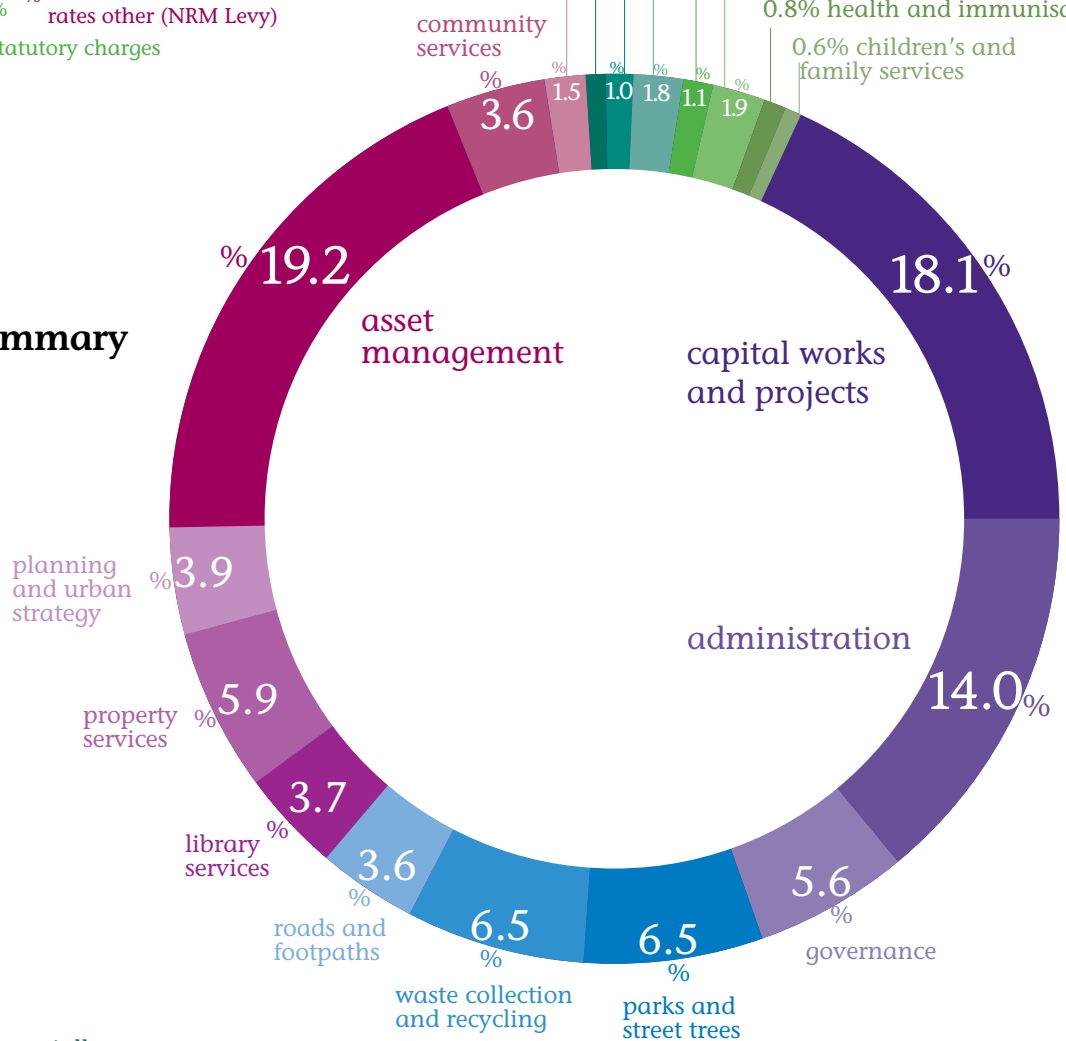 %
rates other (NRM Levy)
tatutory charges
community
services
0.8% health and immunisa
0.6% children's and
family services
%
3.6
%
1.5
%
1.0
%
1.8
%
1.1
%
1.9
% 19.2
18.1%
asset
management
capital works
and projects
mmary
planning
and urban
strategy
% 3.9
administration
14.0%
property
services
% 5.9
library
services
3.7
%
3.6
%
roads and
footpaths
6.5
%
waste collection
and recycling
6.5
%
parks and
street trees
5.6
%
governance